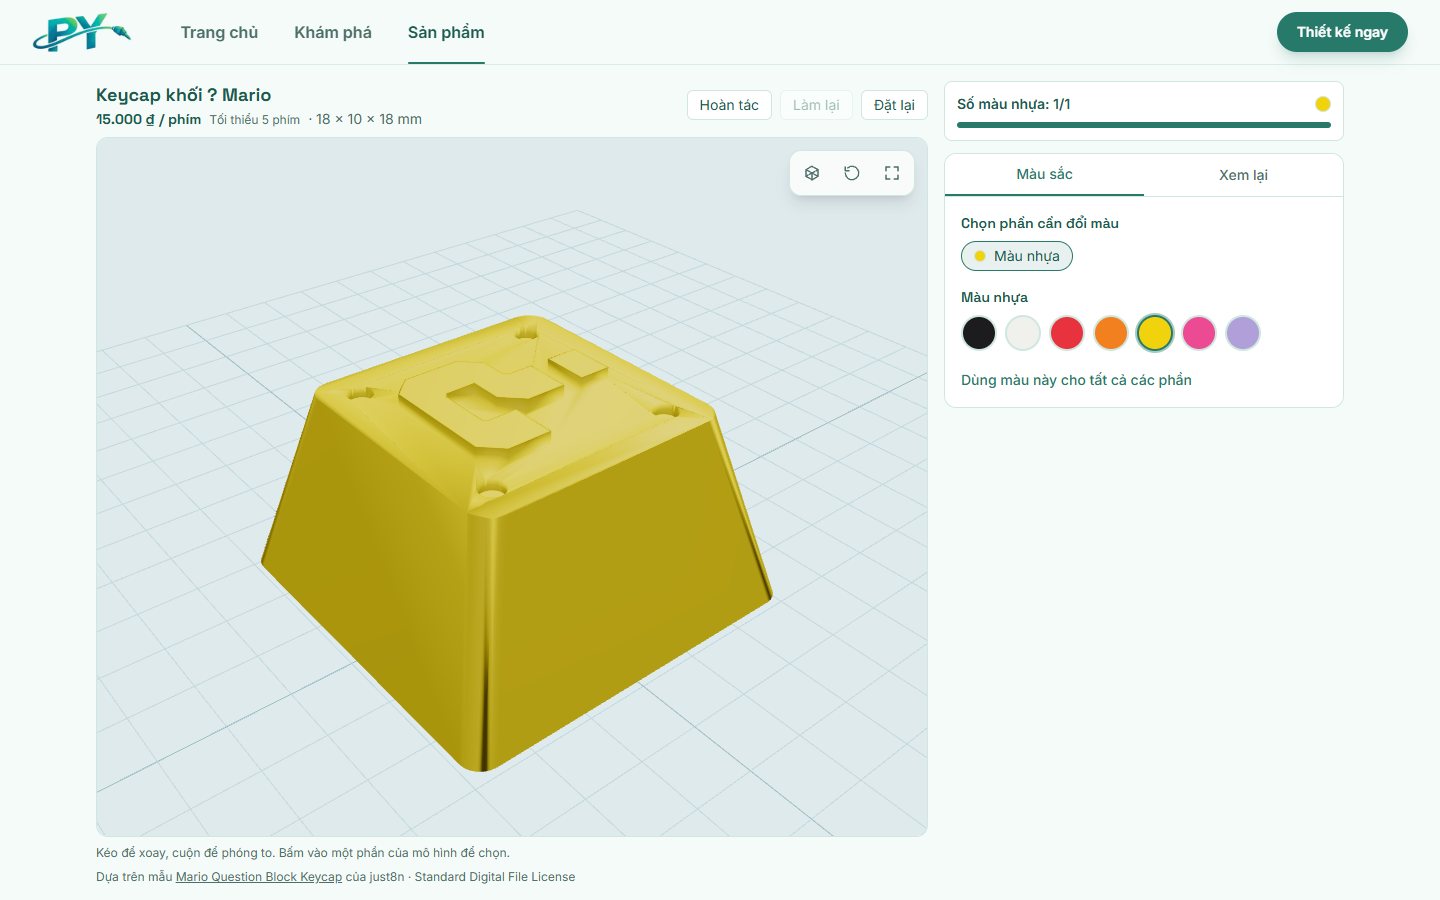 PY
Trang chủ
Khám phá
Sản phẩm
Thiết kế ngay
Keycap khối ? Mario
15.000 ₫ / phím Tối thiểu 5 phím · 18 × 10 × 18 mm
Hoàn tác
Làm lại
Đặt lại
Kéo để xoay, cuộn để phóng to. Bấm vào một phần của mô hình để chọn.
Dựa trên mẫu Mario Question Block Keycap của just8n · Standard Digital File License
Số màu nhựa: 1/1
Màu sắc
Xem lại
Chọn phần cần đổi màu
Màu nhựa
Màu nhựa
Dùng màu này cho tất cả các phần